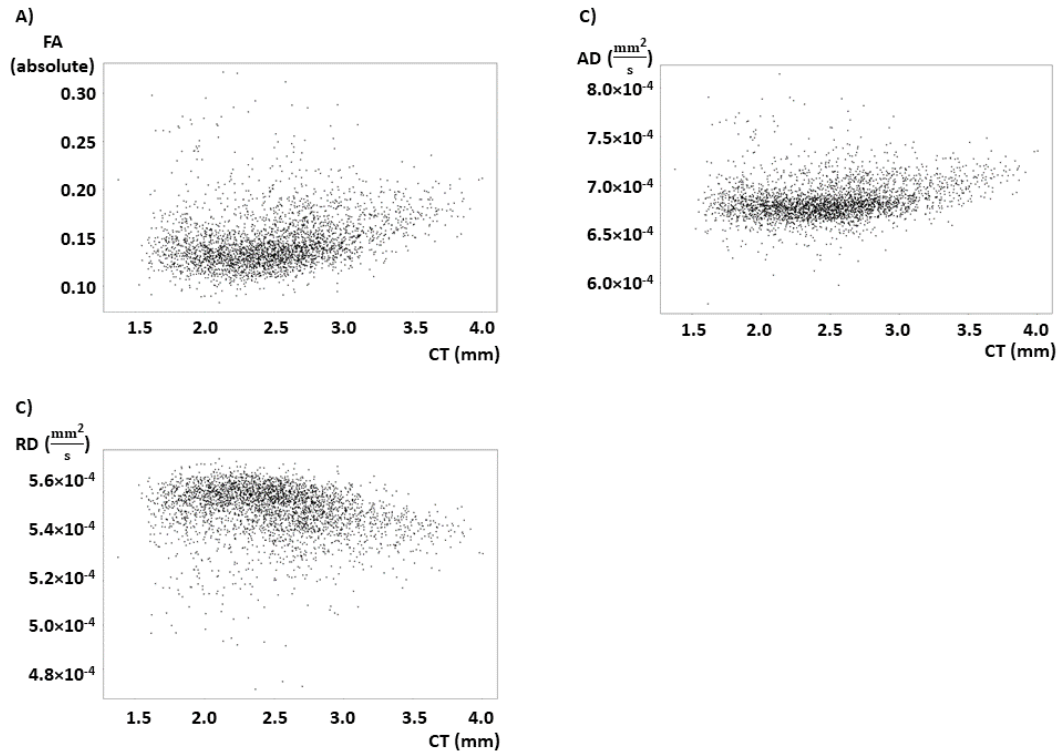 A)
FA
(absolute)
0.30
0.25
0.20
0.15
0.10
1.5 2.0 2.5 3.0 3.5 4.0
CT (mm)
C)
AD (mm²/s)
8.0×10⁻⁴
7.5×10⁻⁴
7.0×10⁻⁴
6.5×10⁻⁴
6.0×10⁻⁴
1.5 2.0 2.5 3.0 3.5 4.0
CT (mm)
C)
RD (mm²/s)
5.6×10⁻⁴
5.4×10⁻⁴
5.2×10⁻⁴
5.0×10⁻⁴
4.8×10⁻⁴
1.5 2.0 2.5 3.0 3.5 4.0
CT (mm)